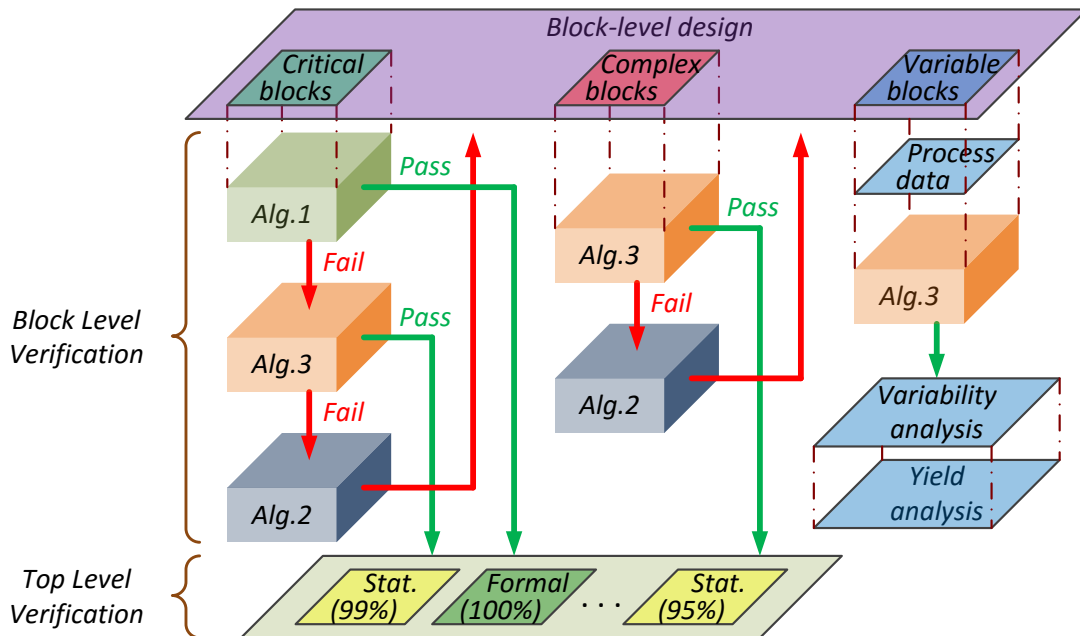 Block-level design
Critical
blocks
Complex
blocks
Variable
blocks
Process
data
Pass
Alg.1
Fail
Pass
Alg.3
Fail
Alg.2
Pass
Alg.3
Fail
Alg.2
Alg.3
Variability
analysis
Yield
analysis
Block Level
Verification
Top Level
Verification
Stat.
(99%)
Formal
(100%)
. . .
Stat.
(95%)